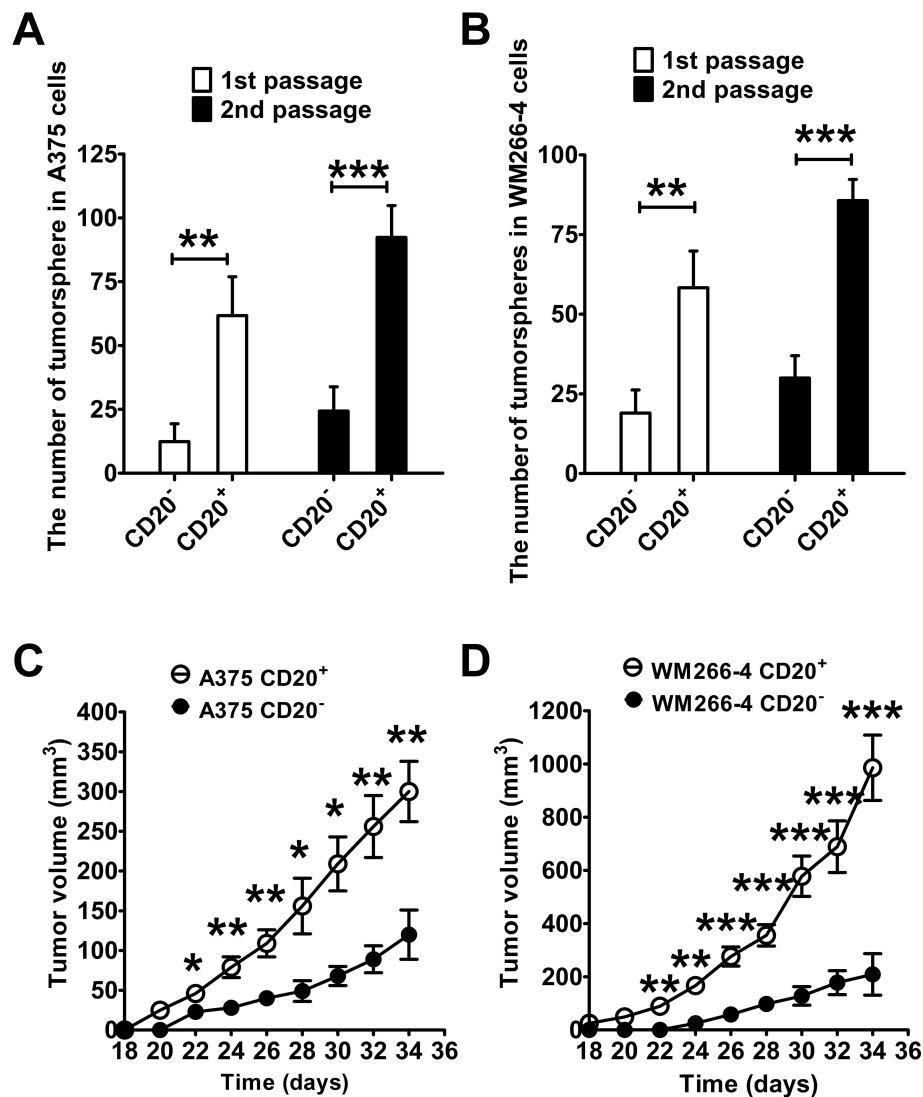 A
1st passage
2nd passage
The number of tumorsphere in A375 cells
125
100
75
50
25
0
**
***
CD20⁻
CD20⁺
CD20⁻
CD20⁺
B
1st passage
2nd passage
The number of tumorspheres in WM266-4 cells
100
75
50
25
0
**
***
CD20⁻
CD20⁺
CD20⁻
CD20⁺
C
A375 CD20⁺
A375 CD20⁻
Tumor volume (mm³)
400
350
300
250
200
150
100
50
0
* ** ** * * ** **
18 20 22 24 26 28 30 32 34 36
Time (days)
D
WM266-4 CD20⁺
WM266-4 CD20⁻
Tumor volume (mm³)
1200
1000
800
600
400
200
0
** ** *** *** *** *** ***
18 20 22 24 26 28 30 32 34 36
Time (days)